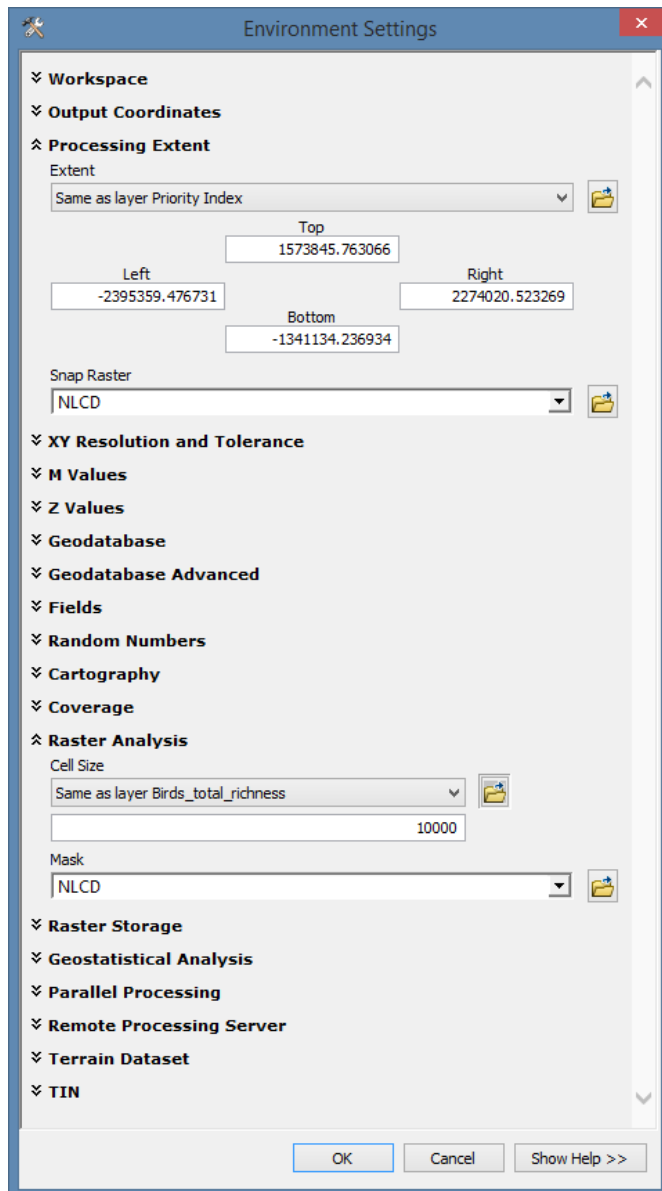 Environment Settings
Workspace
Output Coordinates
Processing Extent
Extent
Same as layer Priority Index
Top
1573845.763066
Left Right
-2395359.476731 2274020.523269
Bottom
-1341134.236934
Snap Raster
NLCD
XY Resolution and Tolerance
M Values
Z Values
Geodatabase
Geodatabase Advanced
Fields
Random Numbers
Cartography
Coverage
Raster Analysis
Cell Size
Same as layer Birds_total_richness
10000
Mask
NLCD
Raster Storage
Geostatistical Analysis
Parallel Processing
Remote Processing Server
Terrain Dataset
TIN
OK Cancel Show Help >>